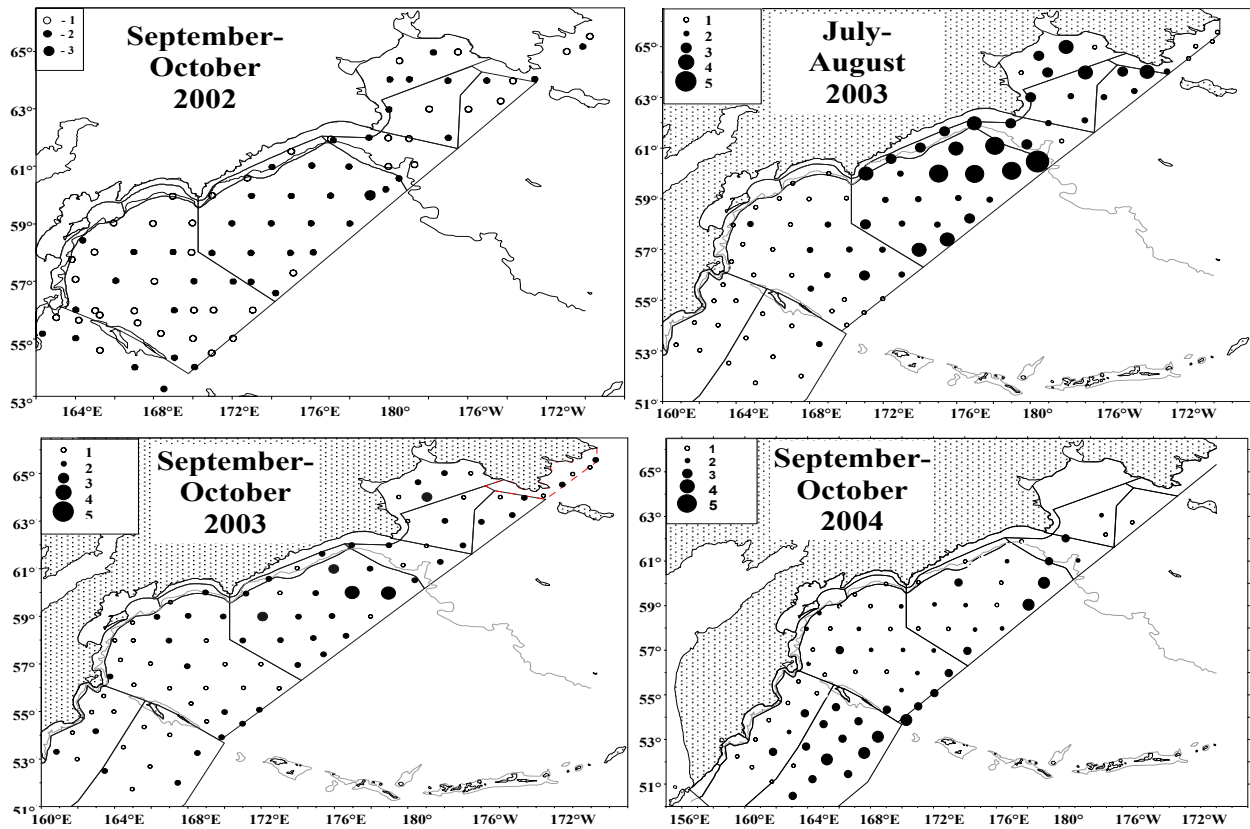 - 1
- 2
- 3
September-
October
2002
65°
63°
61°
59°
57°
55°
53°
164°E
168°E
172°E
176°E
180°
176°W
172°W
1
2
3
4
5
July-
August
2003
65°
63°
61°
59°
57°
55°
53°
51°
160°E
164°E
168°E
172°E
176°E
180°
176°W
172°W
1
2
3
4
5
September-
October
2003
65°
63°
61°
59°
57°
55°
53°
51°
160°E
164°E
168°E
172°E
176°E
180°
176°W
172°W
1
2
3
4
5
September-
October
2004
65°
63°
61°
59°
57°
55°
53°
51°
156°E
160°E
164°E
168°E
172°E
176°E
180°
176°W
172°W